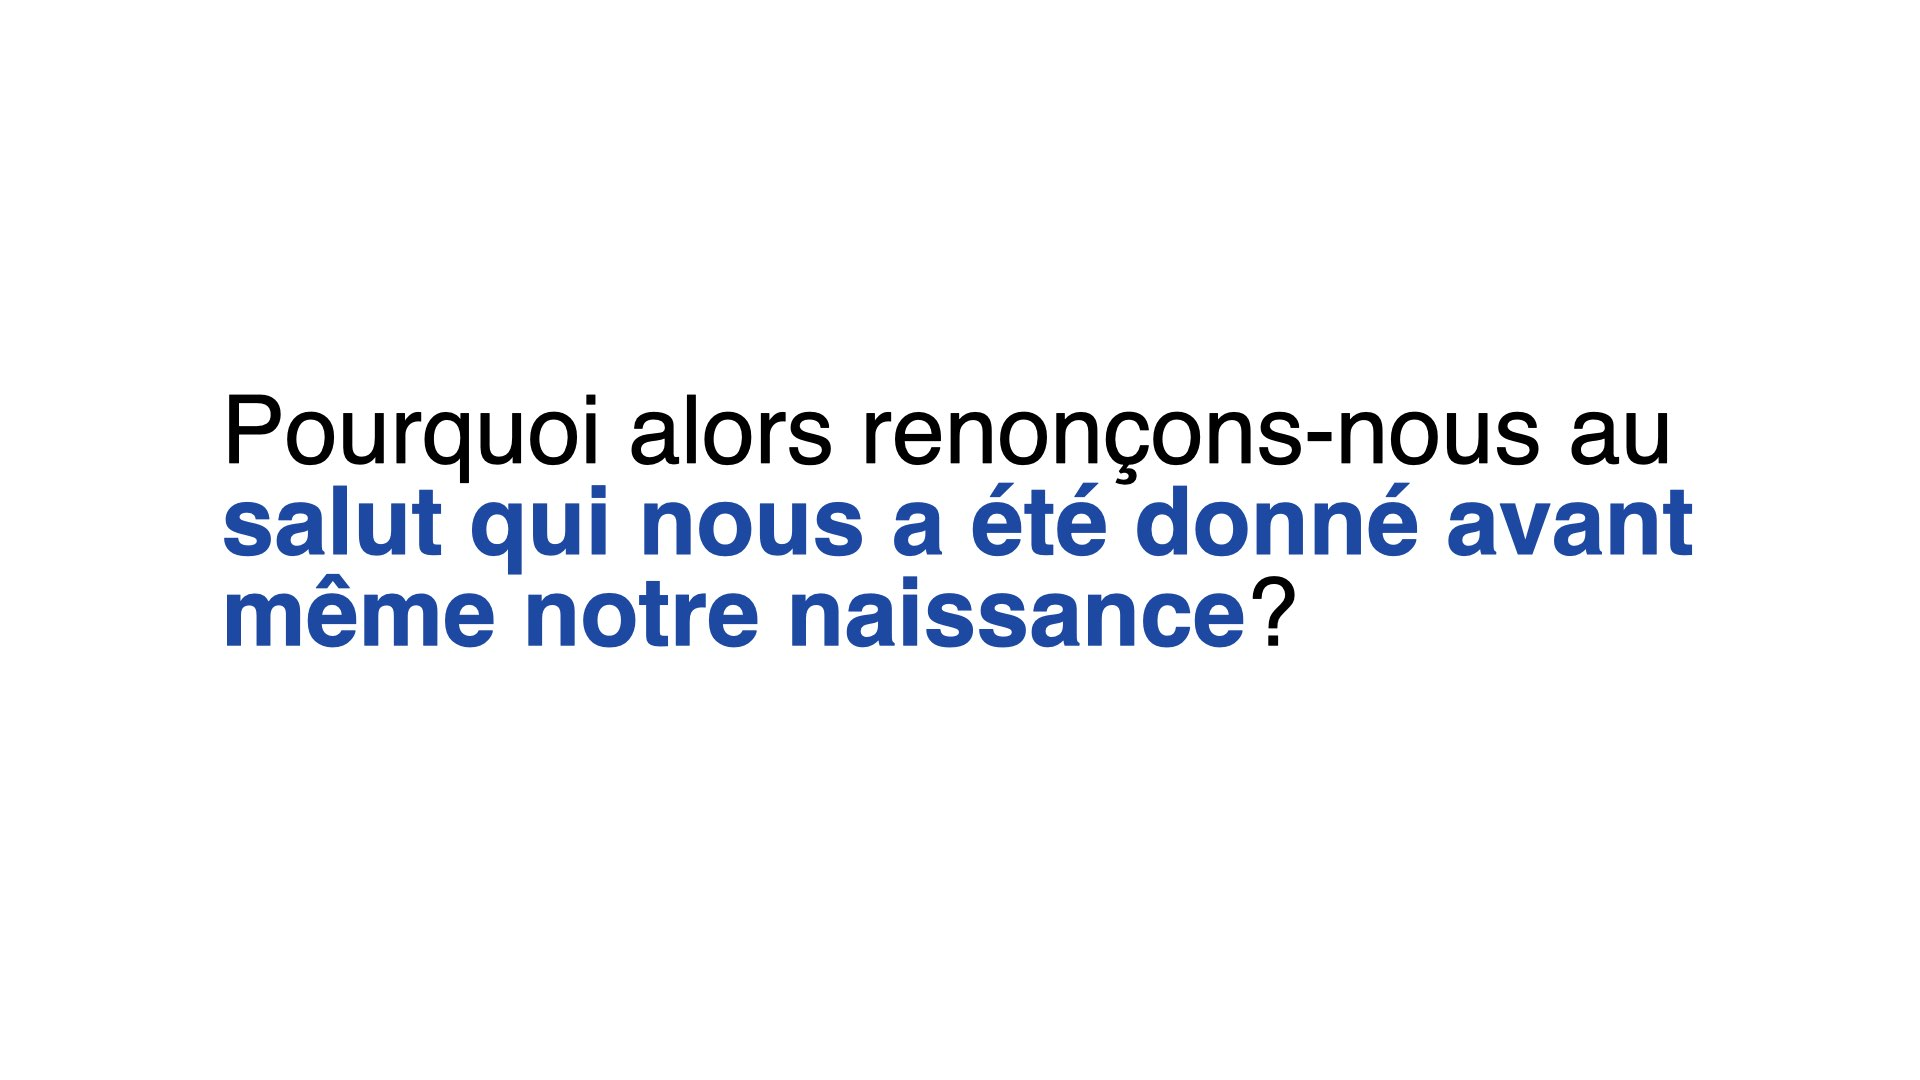 Pourquoi alors renonçons-nous au
salut qui nous a été donné avant
même notre naissance?